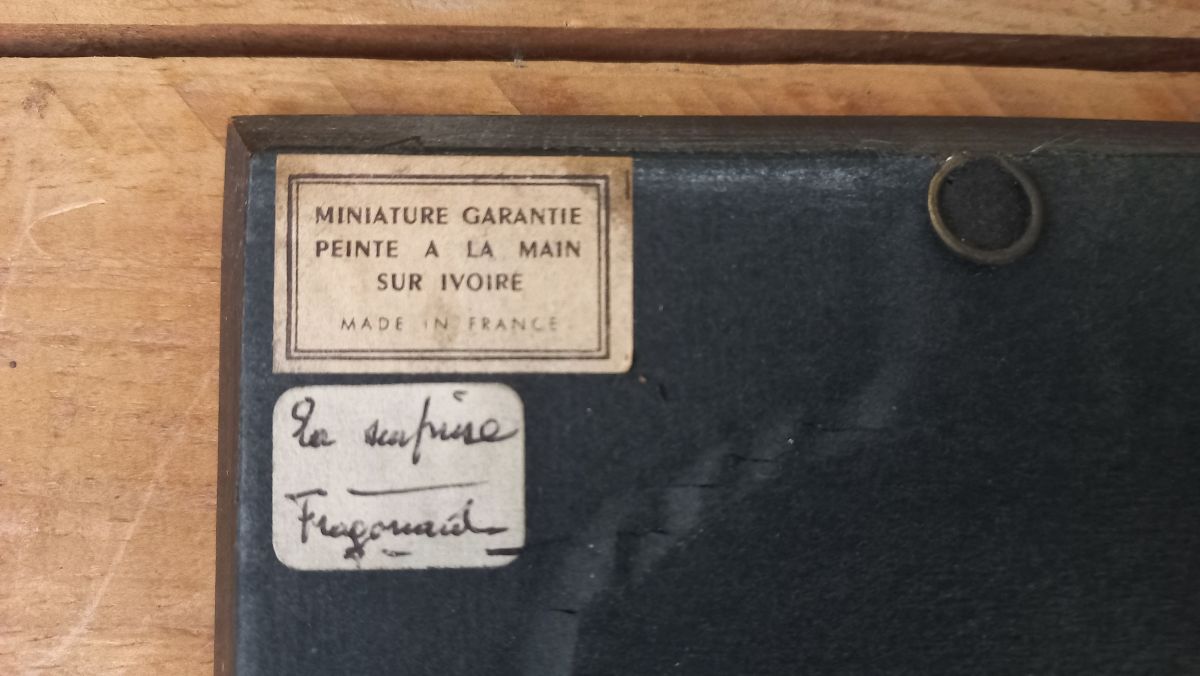 MINIATURE GARANTIE
PEINTE A LA MAIN
SUR IVOIRE
MADE IN FRANCE
La surprise
Fragonard